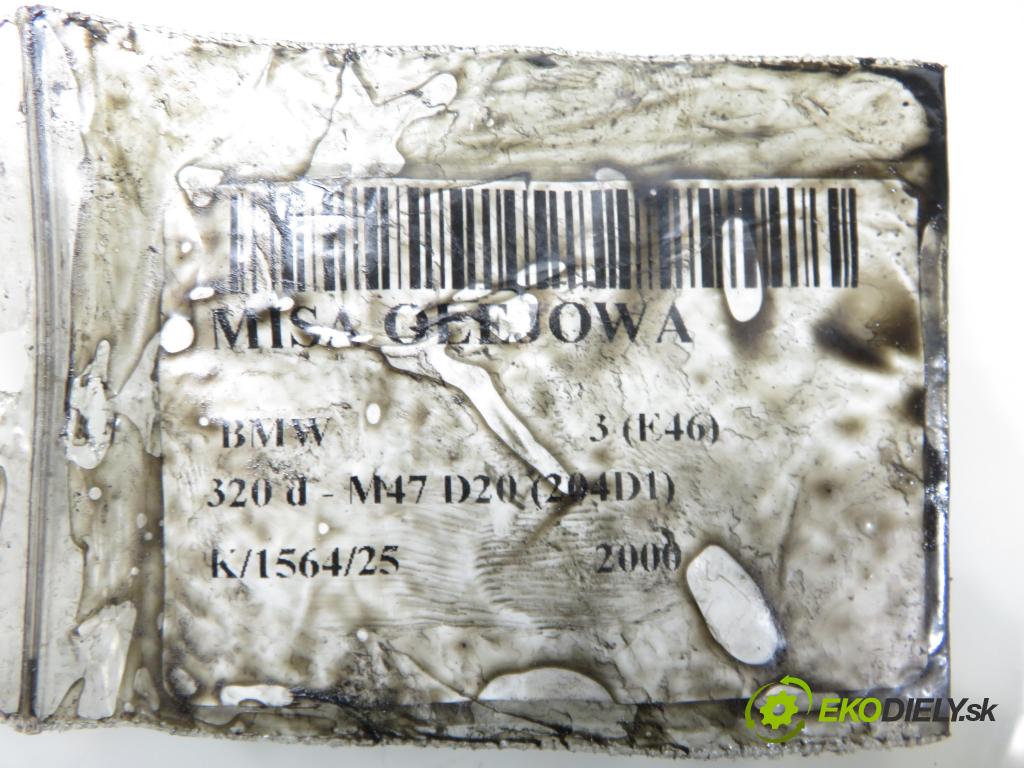 MISA OLEJOWA
BMW 3 (E46)
320 d - M47 D20 (204D1)
K/1564/25 2000
EKODIELY.sk